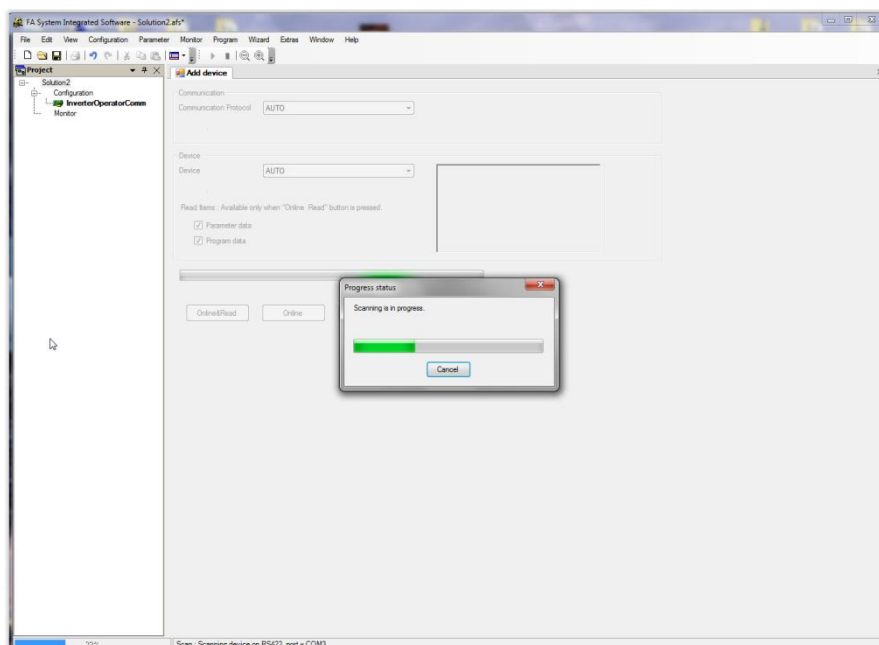 FA System Integrated Software - Solution2.afs*
File Edit View Configuration Parameter Monitor Program Wizard Extras Window Help
Project
Add device
Solution2
Configuration
InverterOperatorComm
Monitor
Communication
Communication Protocol AUTO
Device
Device AUTO
Read Items : Available only when "Online Read" button is pressed.
Parameter data
Program data
Online&Read Online
Progress status
Scanning is in progress.
Cancel
Scan : Scanning device on RS422, port = COM3